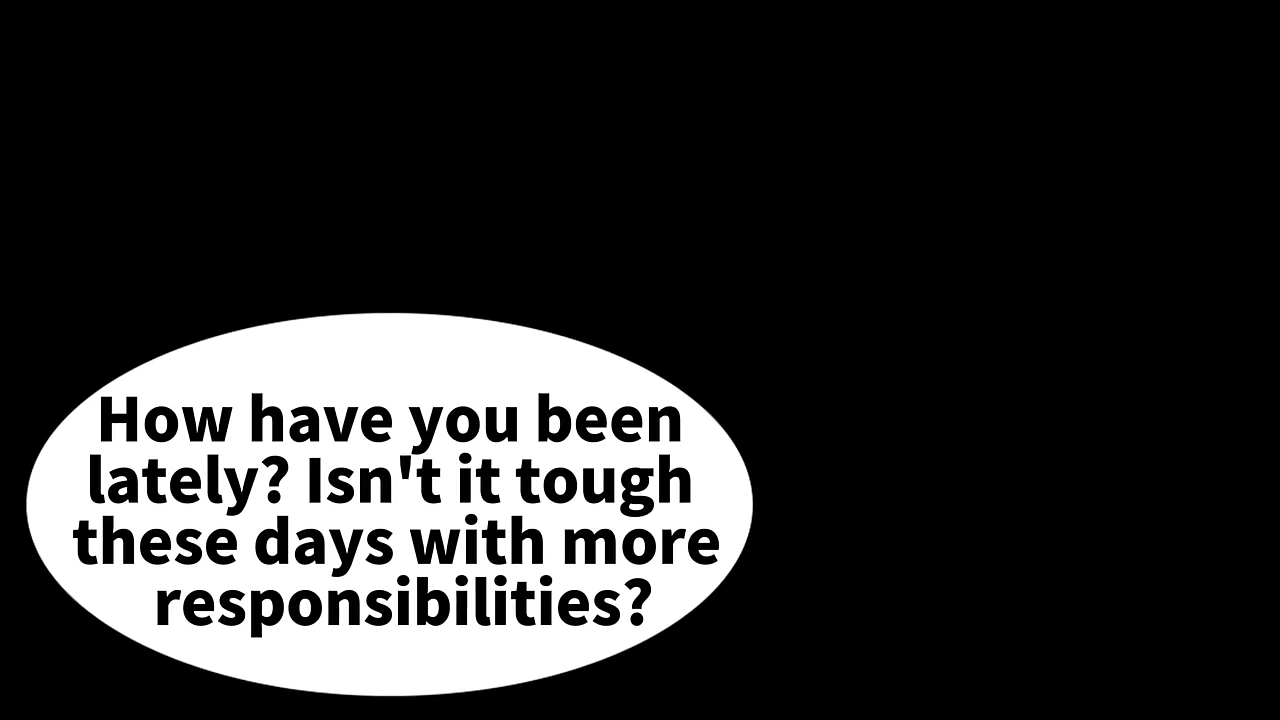 How have you been
lately? Isn't it tough
these days with more
responsibilities?